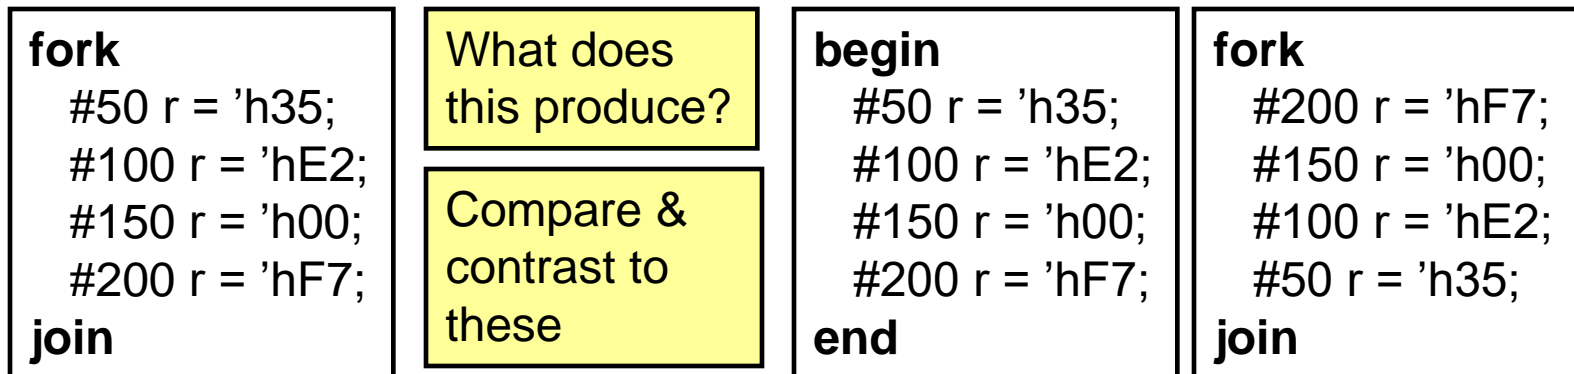 fork
#50 r = ’h35;
#100 r = ’hE2;
#150 r = ’h00;
#200 r = ’hF7;
join
What does
this produce?
Compare &
contrast to
these
begin
#50 r = ’h35;
#100 r = ’hE2;
#150 r = ’h00;
#200 r = ’hF7;
end
fork
#200 r = ’hF7;
#150 r = ’h00;
#100 r = ’hE2;
#50 r = ’h35;
join